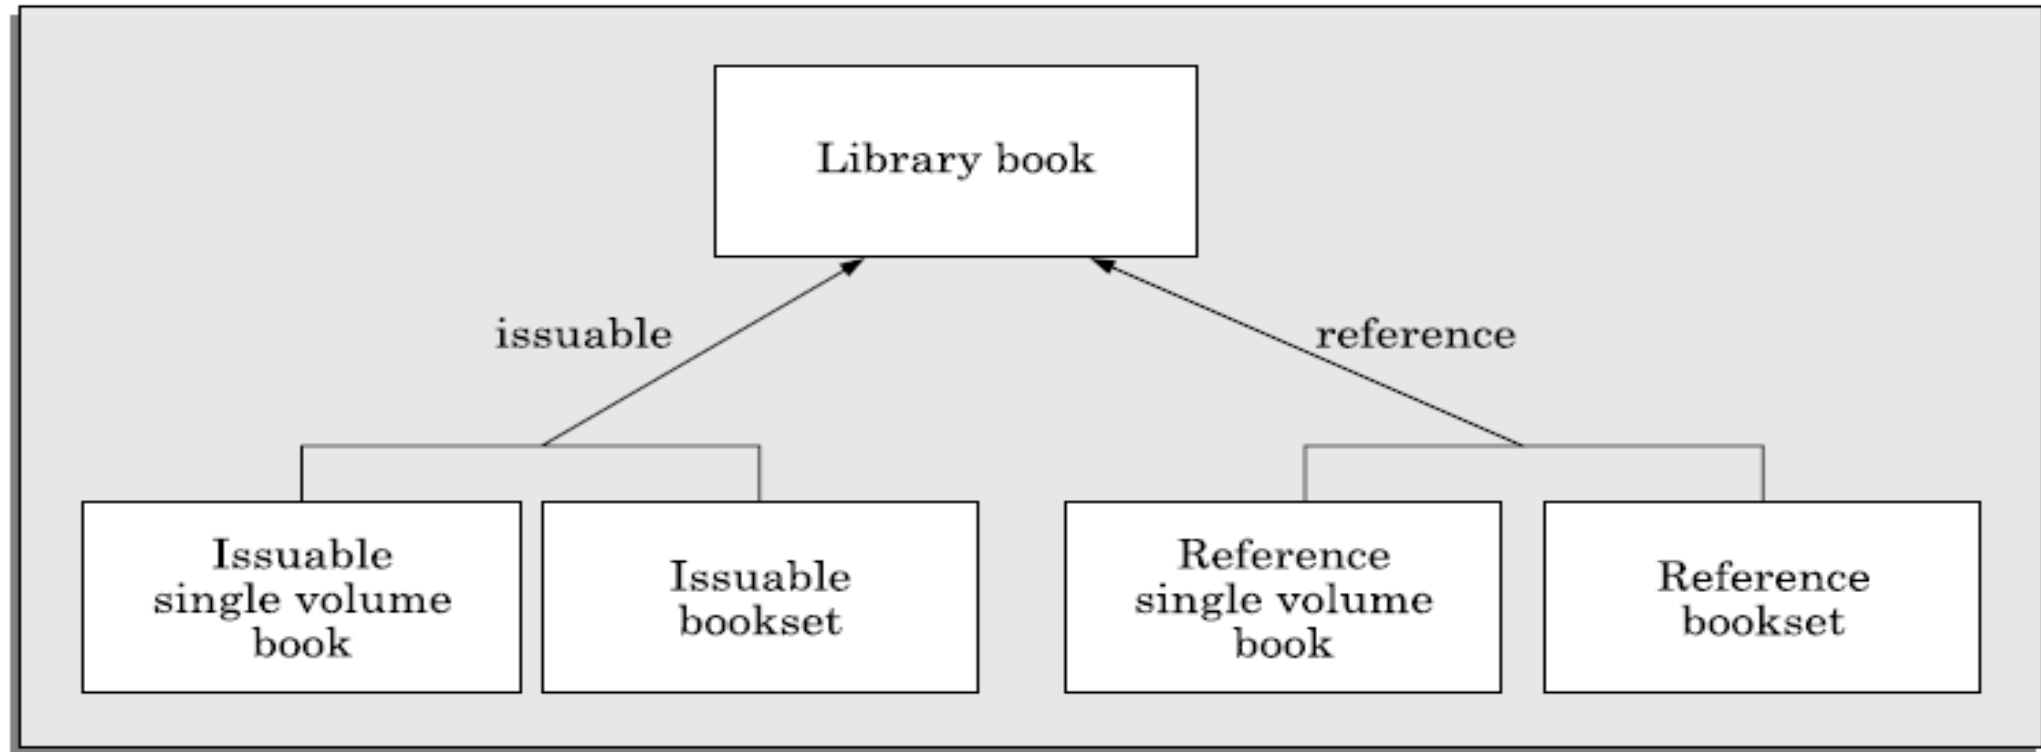 Library book
issuable
reference
Issuable
single volume
book
Issuable
bookset
Reference
single volume
book
Reference
bookset